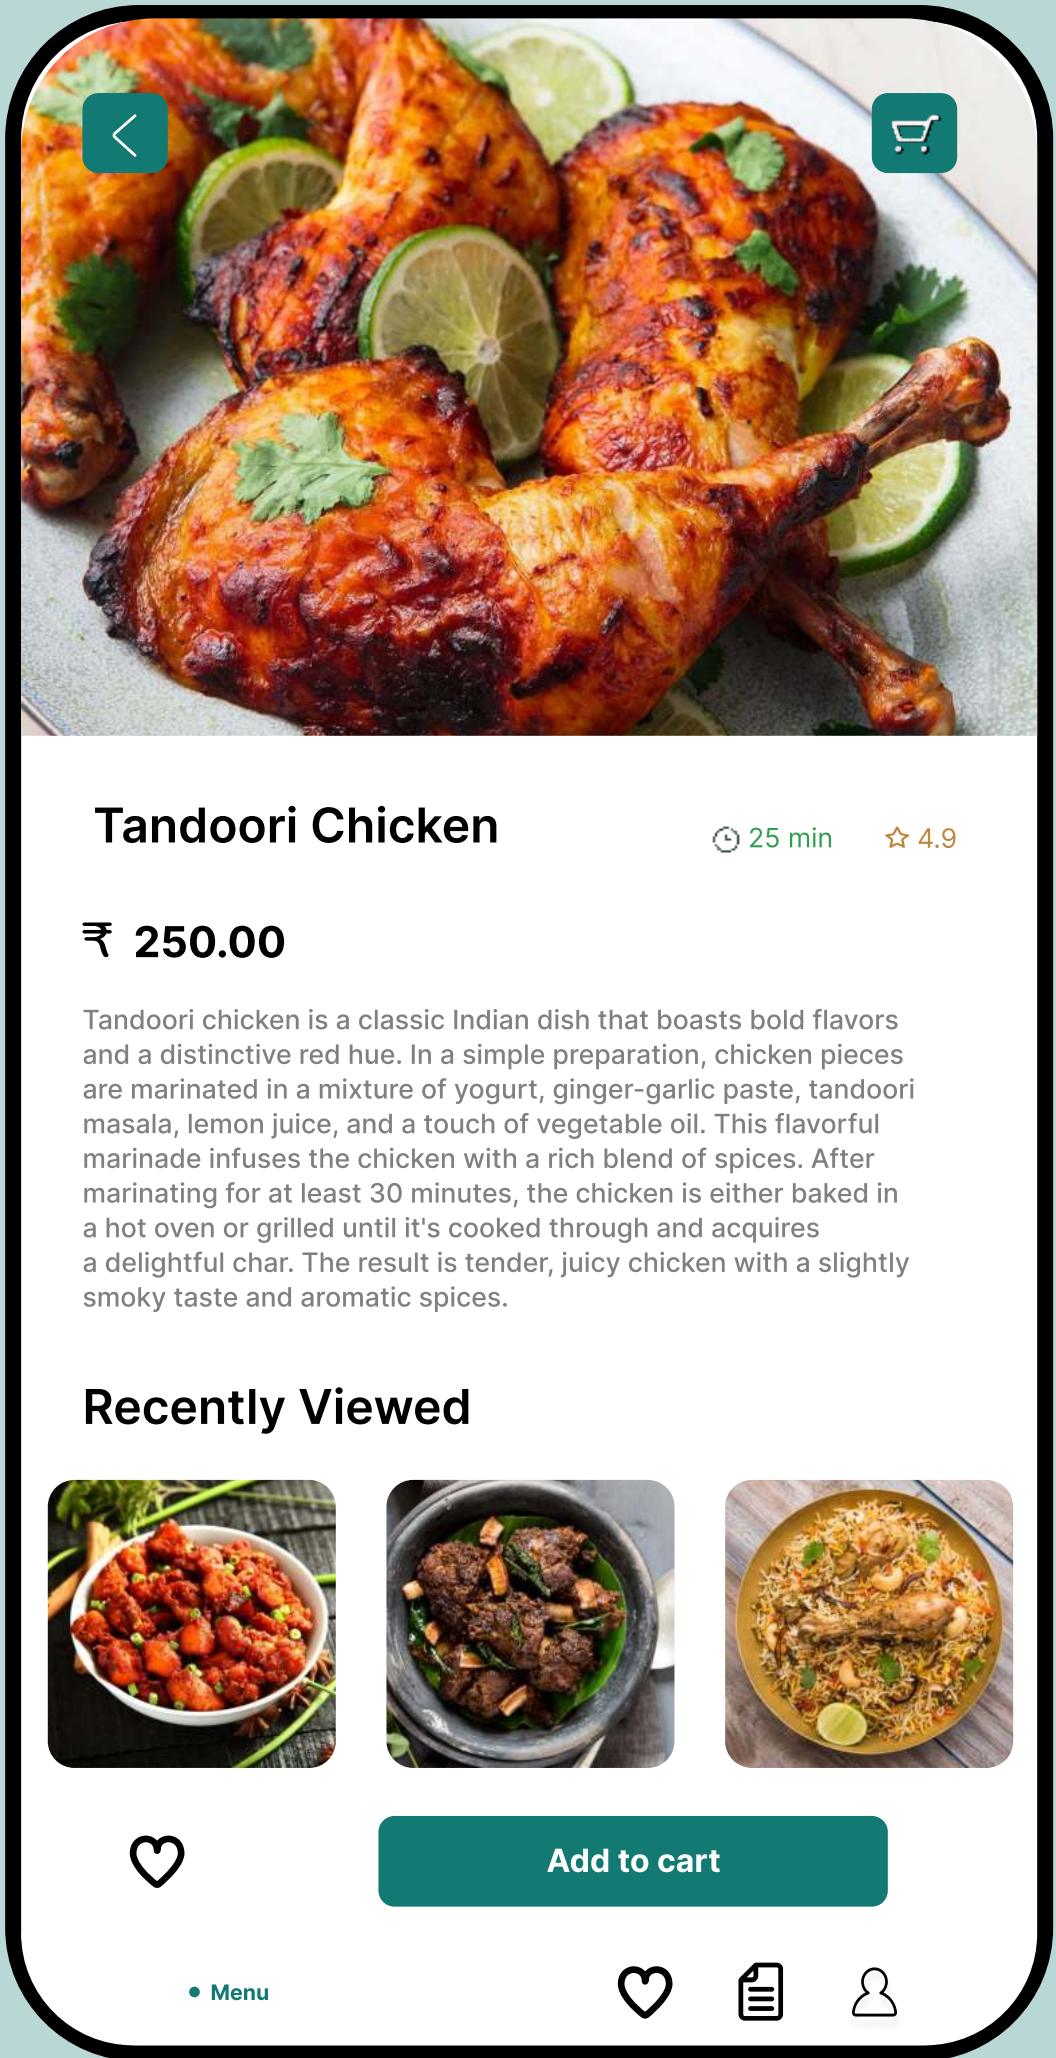 Tandoori Chicken
25 min
4.9
₹ 250.00
Tandoori chicken is a classic Indian dish that boasts bold flavors
and a distinctive red hue. In a simple preparation, chicken pieces
are marinated in a mixture of yogurt, ginger-garlic paste, tandoori
masala, lemon juice, and a touch of vegetable oil. This flavorful
marinade infuses the chicken with a rich blend of spices. After
marinating for at least 30 minutes, the chicken is either baked in
a hot oven or grilled until it's cooked through and acquires
a delightful char. The result is tender, juicy chicken with a slightly
smoky taste and aromatic spices.
Recently Viewed
Add to cart
Menu